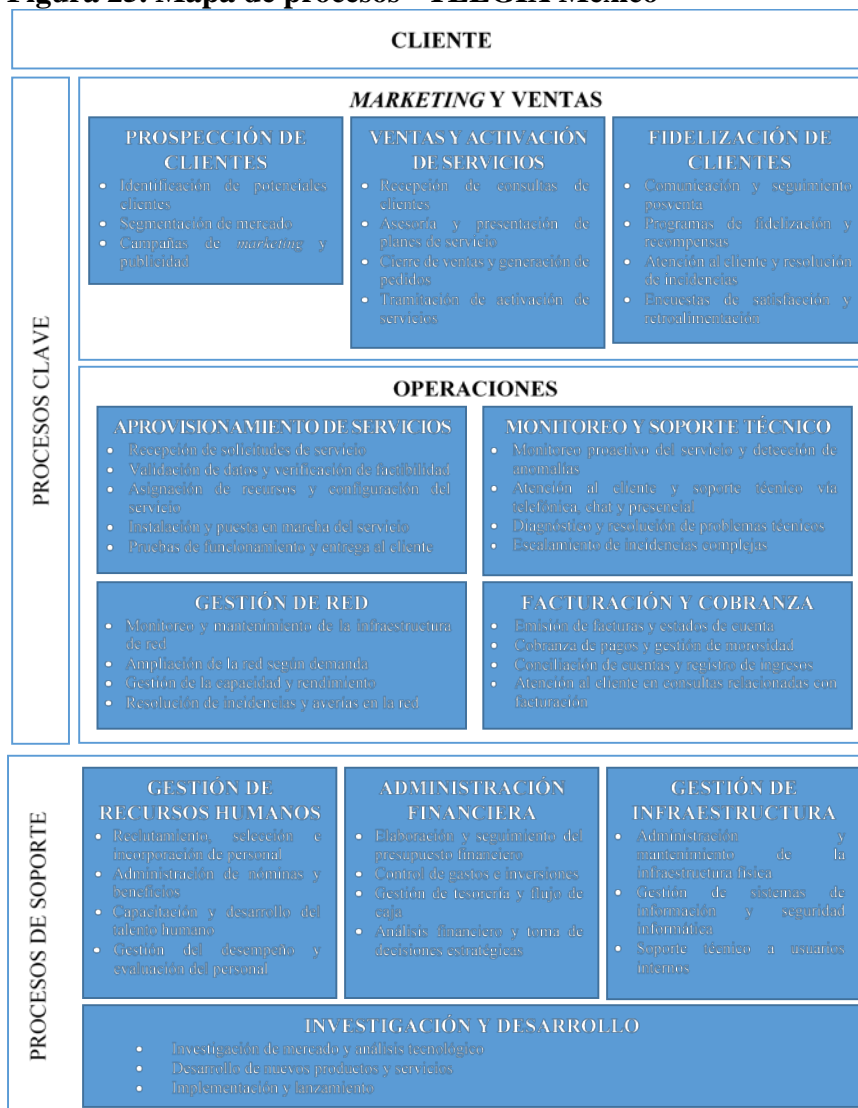 Figura 25. Mapa de procesos - TELGIA México
CLIENTE
PROCESOS CLAVE
MARKETING Y VENTAS
PROSPECCIÓN DE
CLIENTES
• Identificación de potenciales
clientes
• Segmentación de mercado
• Campañas de marketing y
publicidad
VENTAS Y ACTIVACIÓN
DE SERVICIOS
• Recepción de consultas de
clientes
• Asesoría y presentación de
planes de servicio
• Cierre de ventas y generación de
pedidos
• Tramitación de activación de
servicios
FIDELIZACIÓN DE
CLIENTES
• Comunicación y seguimiento
posventa
• Programas de fidelización y
recompensas
• Atención al cliente y resolución
de incidencias
• Encuestas de satisfacción y
retroalimentación
OPERACIONES
APROVISIONAMIENTO DE SERVICIOS
• Recepción de solicitudes de servicio
• Validación de datos y verificación de factibilidad
• Asignación de recursos y configuración del
servicio
• Instalación y puesta en marcha del servicio
• Pruebas de funcionamiento y entrega al cliente
MONITOREO Y SOPORTE TÉCNICO
• Monitoreo proactivo del servicio y detección de
anomalías
• Atención al cliente y soporte técnico vía
telefónica, chat y presencial
• Diagnóstico y resolución de problemas técnicos
• Escalamiento de incidencias complejas
GESTIÓN DE RED
• Monitoreo y mantenimiento de la infraestructura
de red
• Ampliación de la red según demanda
• Gestión de la capacidad y rendimiento
• Resolución de incidencias y averías en la red
FACTURACIÓN Y COBRANZA
• Emisión de facturas y estados de cuenta
• Cobranza de pagos y gestión de morosidad
• Conciliación de cuentas y registro de ingresos
• Atención al cliente en consultas relacionadas con
facturación
PROCESOS DE SOPORTE
GESTIÓN DE
RECURSOS HUMANOS
• Reclutamiento, selección e
incorporación de personal
• Administración de nóminas y
beneficios
• Capacitación y desarrollo del
talento humano
• Gestión del desempeño y
evaluación del personal
ADMINISTRACIÓN
FINANCIERA
• Elaboración y seguimiento del
presupuesto financiero
• Control de gastos e inversiones
• Gestión de tesorería y flujo de
caja
• Análisis financiero y toma de
decisiones estratégicas
GESTIÓN DE
INFRAESTRUCTURA
• Administración y
mantenimiento de la
infraestructura física
• Gestión de sistemas de
información y seguridad
informática
• Soporte técnico a usuarios
internos
INVESTIGACIÓN Y DESARROLLO
• Investigación de mercado y análisis tecnológico
• Desarrollo de nuevos productos y servicios
• Implementación y lanzamiento